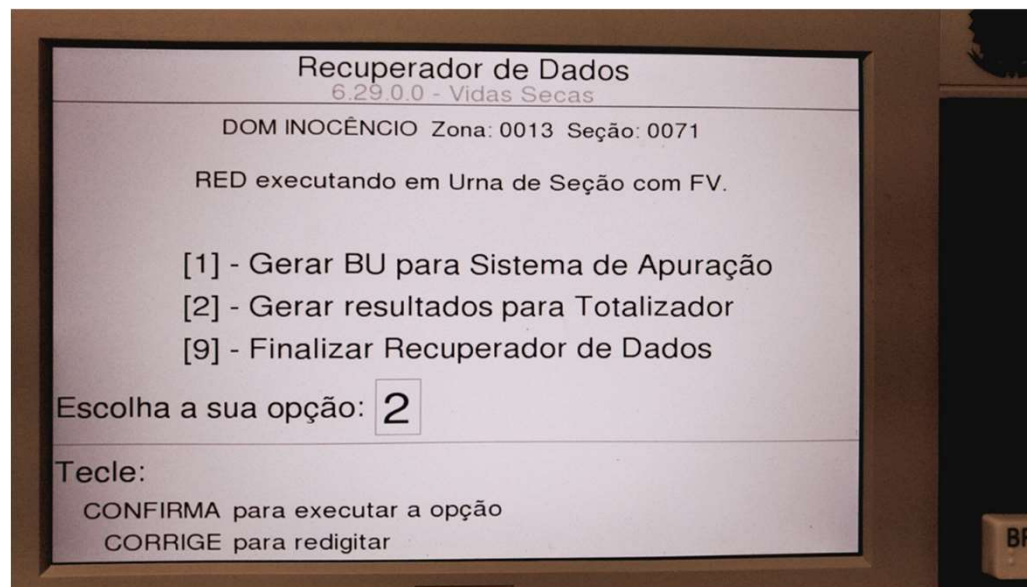 Recuperador de Dados
6.29.0.0 - Vidas Secas
DOM INOCÊNCIO Zona: 0013 Seção: 0071
RED executando em Urna de Seção com FV.
[1] - Gerar BU para Sistema de Apuração
[2] - Gerar resultados para Totalizador
[9] - Finalizar Recuperador de Dados
Escolha a sua opção: 2
Tecle:
CONFIRMA para executar a opção
CORRIGE para redigitar